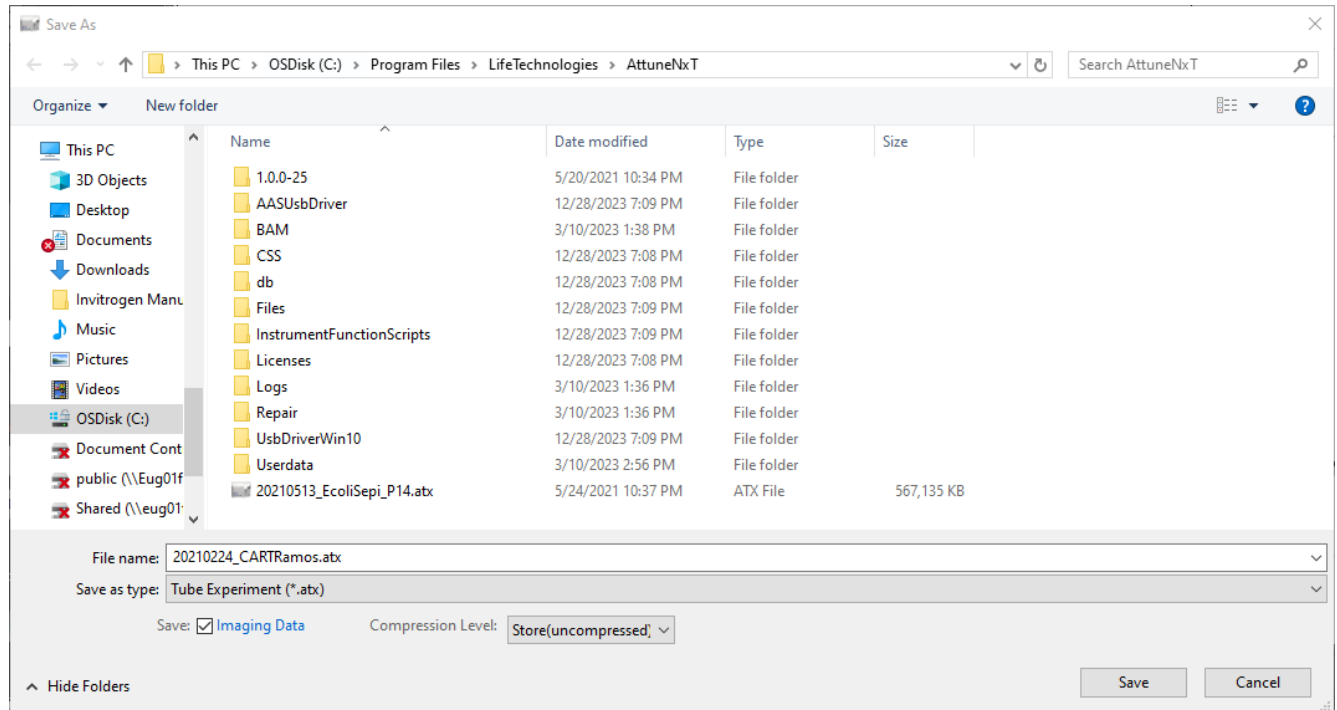 Save As
This PC > OSDisk (C:) > Program Files > LifeTechnologies > AttuneNxT
Search AttuneNxT
Organize
New folder
This PC
3D Objects
Desktop
Documents
Downloads
Invitrogen Manu
Music
Pictures
Videos
OSDisk (C:)
Document Cont
public (\\Eug01f
Shared (\\eug01
Name Date modified Type Size
1.0.0-25 5/20/2021 10:34 PM File folder
AASUsbDriver 12/28/2023 7:09 PM File folder
BAM 3/10/2023 1:38 PM File folder
CSS 12/28/2023 7:08 PM File folder
db 12/28/2023 7:08 PM File folder
Files 12/28/2023 7:09 PM File folder
InstrumentFunctionScripts 12/28/2023 7:09 PM File folder
Licenses 12/28/2023 7:08 PM File folder
Logs 3/10/2023 1:36 PM File folder
Repair 3/10/2023 1:36 PM File folder
UsbDriverWin10 12/28/2023 7:09 PM File folder
Userdata 3/10/2023 2:56 PM File folder
20210513_EcoliSepi_P14.atx 5/24/2021 10:37 PM ATX File 567,135 KB
File name: 20210224_CARTRamos.atx
Save as type: Tube Experiment (*.atx)
Save: Imaging Data Compression Level: Store(uncompressed)
Hide Folders Save Cancel